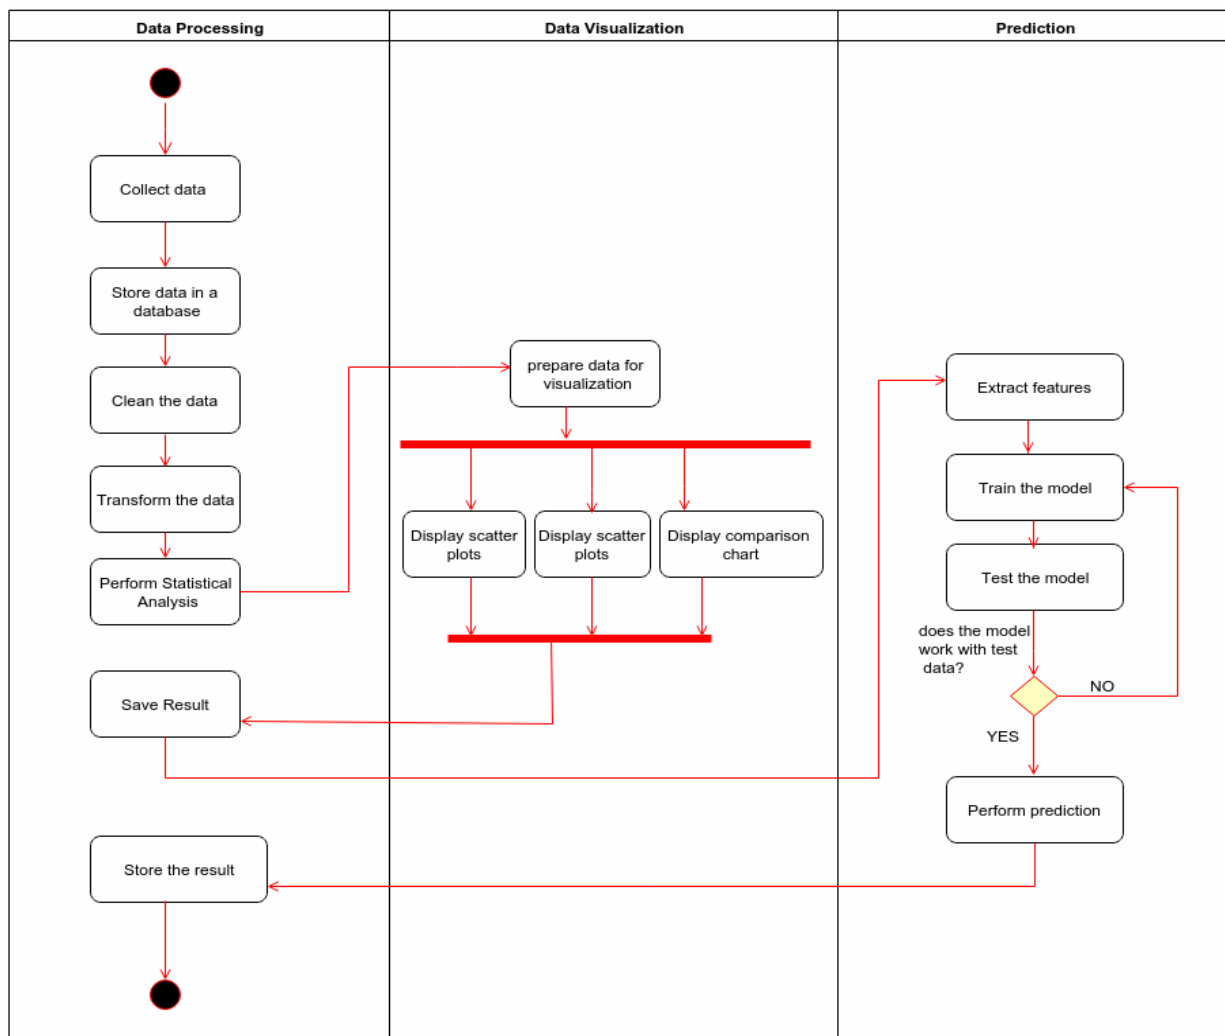 Data Processing
Data Visualization
Prediction
Collect data
Store data in a
database
Clean the data
Transform the data
Perform Statistical
Analysis
Save Result
Store the result
prepare data for
visualization
Display scatter
plots
Display scatter
plots
Display comparison
chart
Extract features
Train the model
Test the model
does the model
work with test
data?
NO
YES
Perform prediction